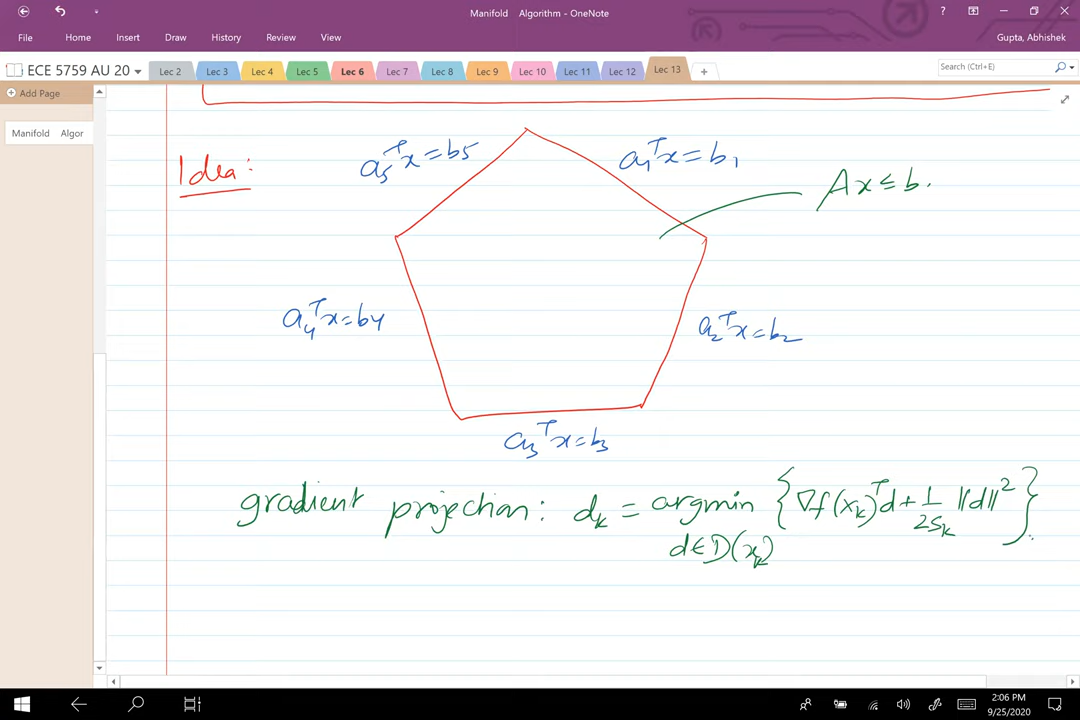 Manifold Algorithm - OneNote
Gupta, Abhishek
File Home Insert Draw History Review View
ECE 5759 AU 20 Lec 2 Lec 3 Lec 4 Lec 5 Lec 6 Lec 7 Lec 8 Lec 9 Lec 10 Lec 11 Lec 12 Lec 13 Search (Ctrl+E)
Add Page
Manifold Algor
Idea:
a₅ᵀx = b5
a₁ᵀx = b₁
Ax ≤ b.
a₄ᵀx = b4
a₂ᵀx = b₂
a₃ᵀx = b₃
gradient projection: dₖ = argmin {∇f(xₖ)ᵀd + 1/2Sₖ ‖d‖²}.
d∈D(xₖ)
2:06 PM
9/25/2020